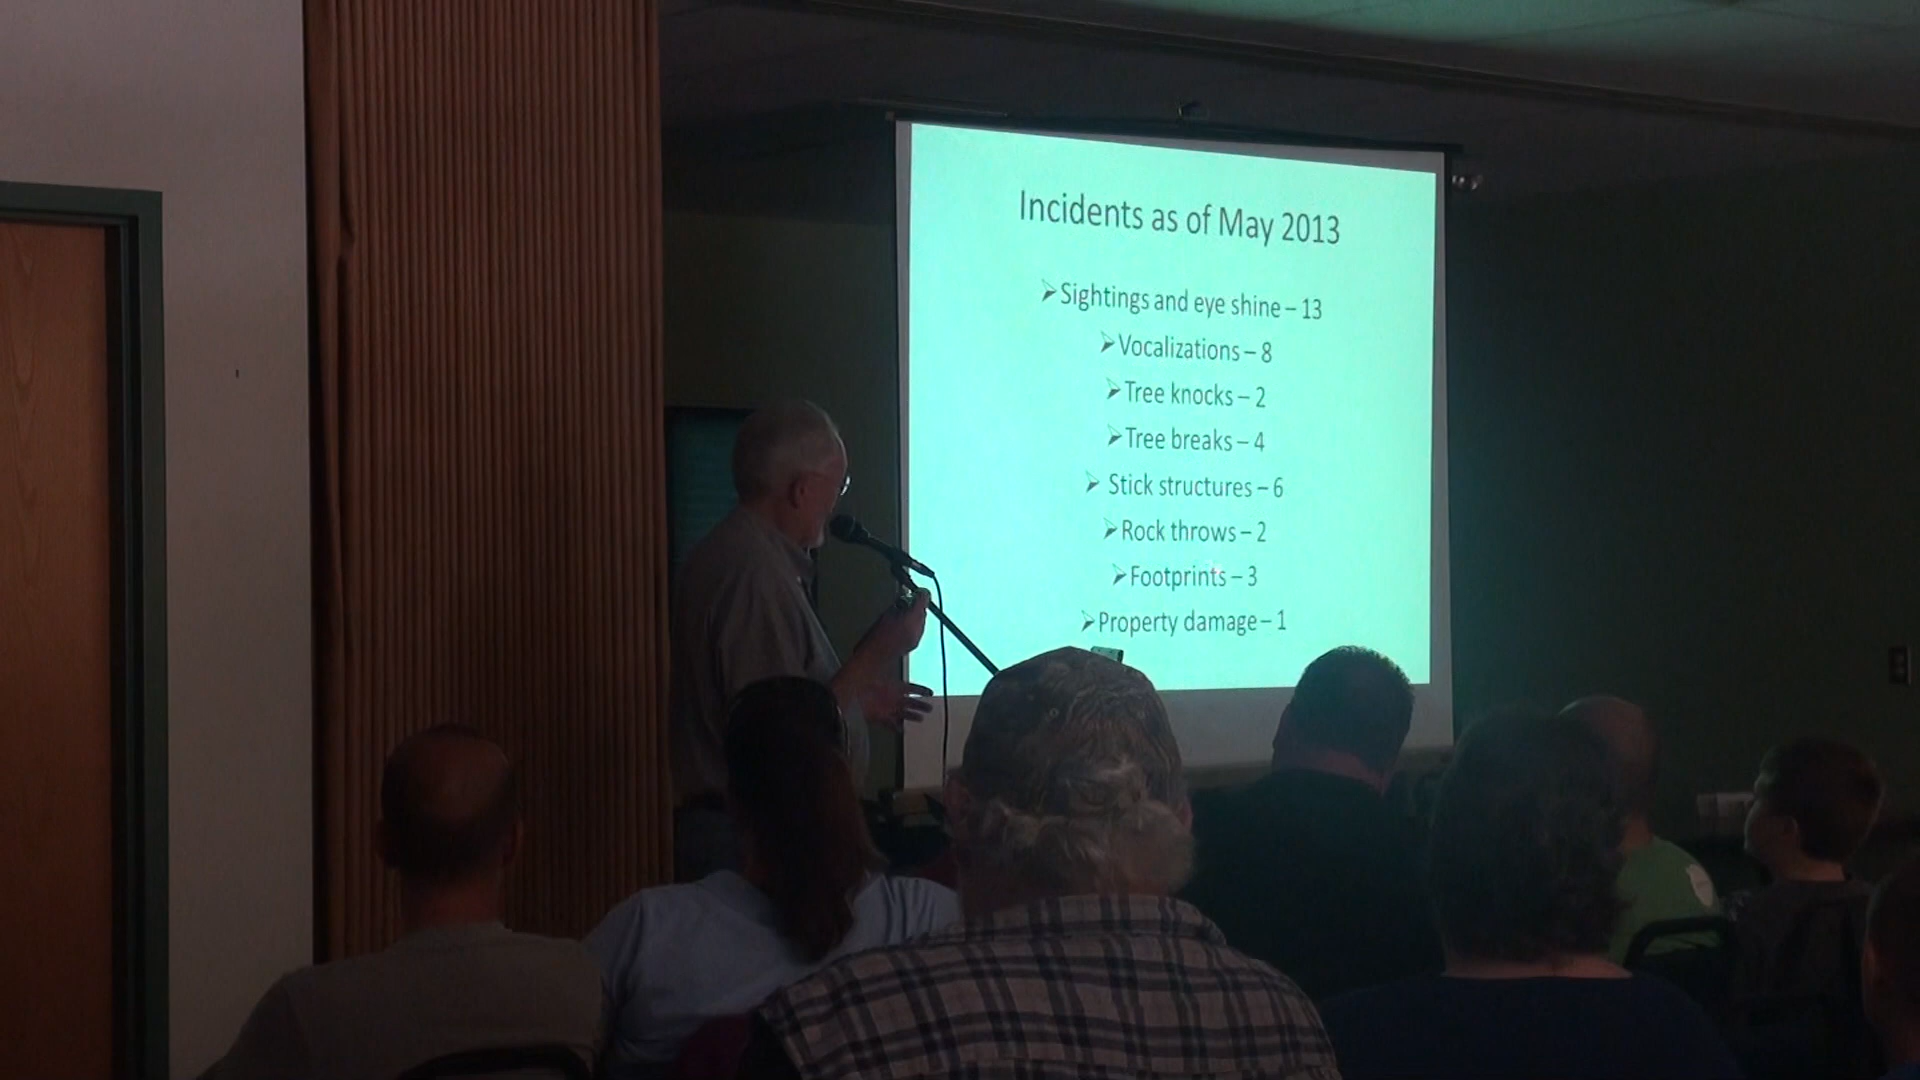 Incidents as of May 2013
➢Sightings and eye shine – 13
➢Vocalizations – 8
➢Tree knocks – 2
➢Tree breaks – 4
➢ Stick structures – 6
➢Rock throws – 2
➢Footprints – 3
➢Property damage – 1